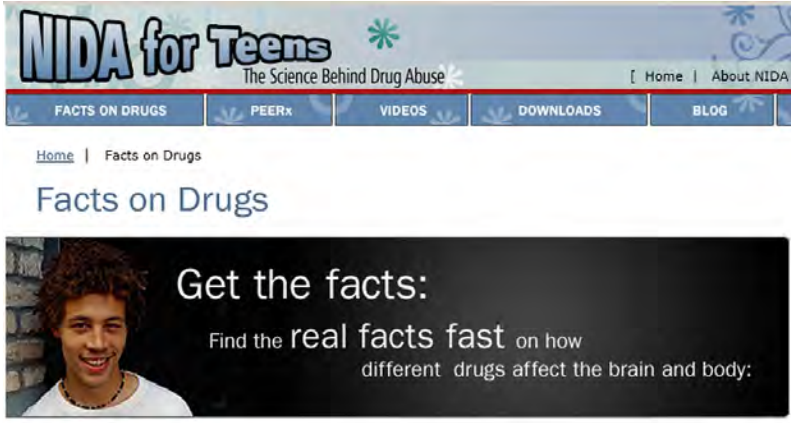 NIDA for Teens
The Science Behind Drug Abuse
[ Home | About NIDA
FACTS ON DRUGS PEERx VIDEOS DOWNLOADS BLOG
Home | Facts on Drugs
Facts on Drugs
Get the facts:
Find the real facts fast on how
different drugs affect the brain and body: